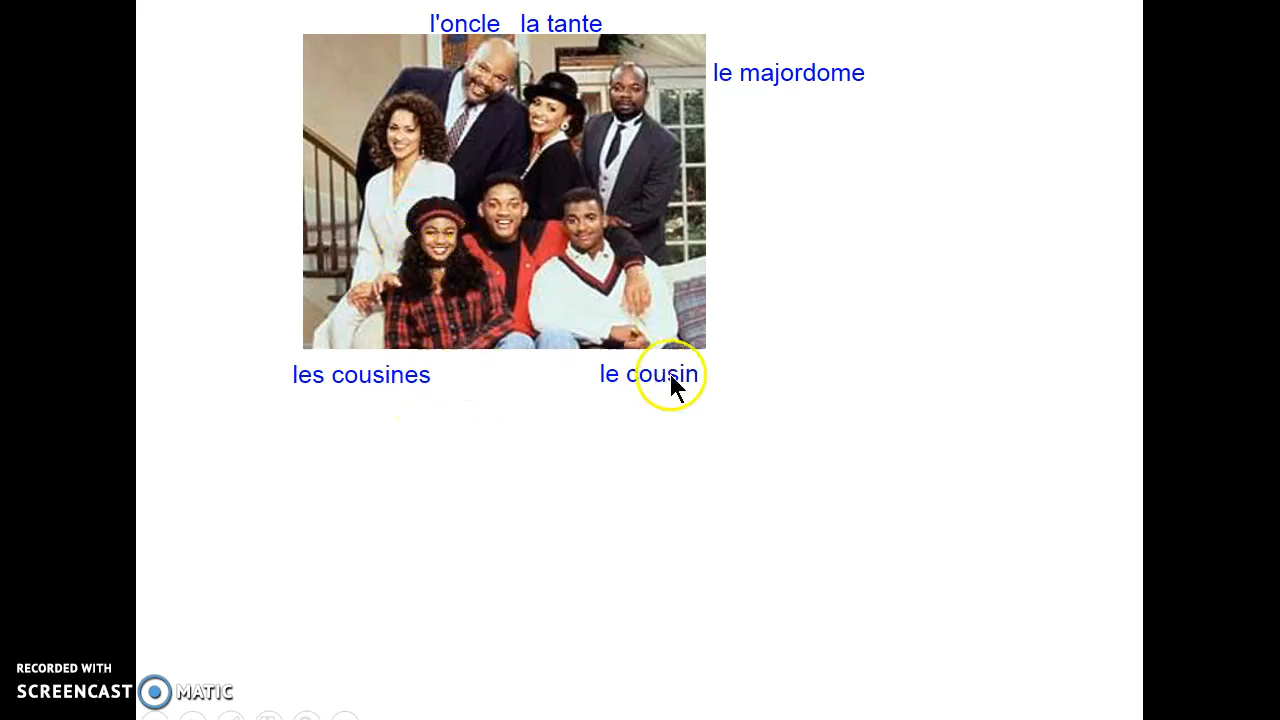 l'oncle la tante
le majordome
les cousines
le cousin
RECORDED WITH
SCREENCAST MATIC